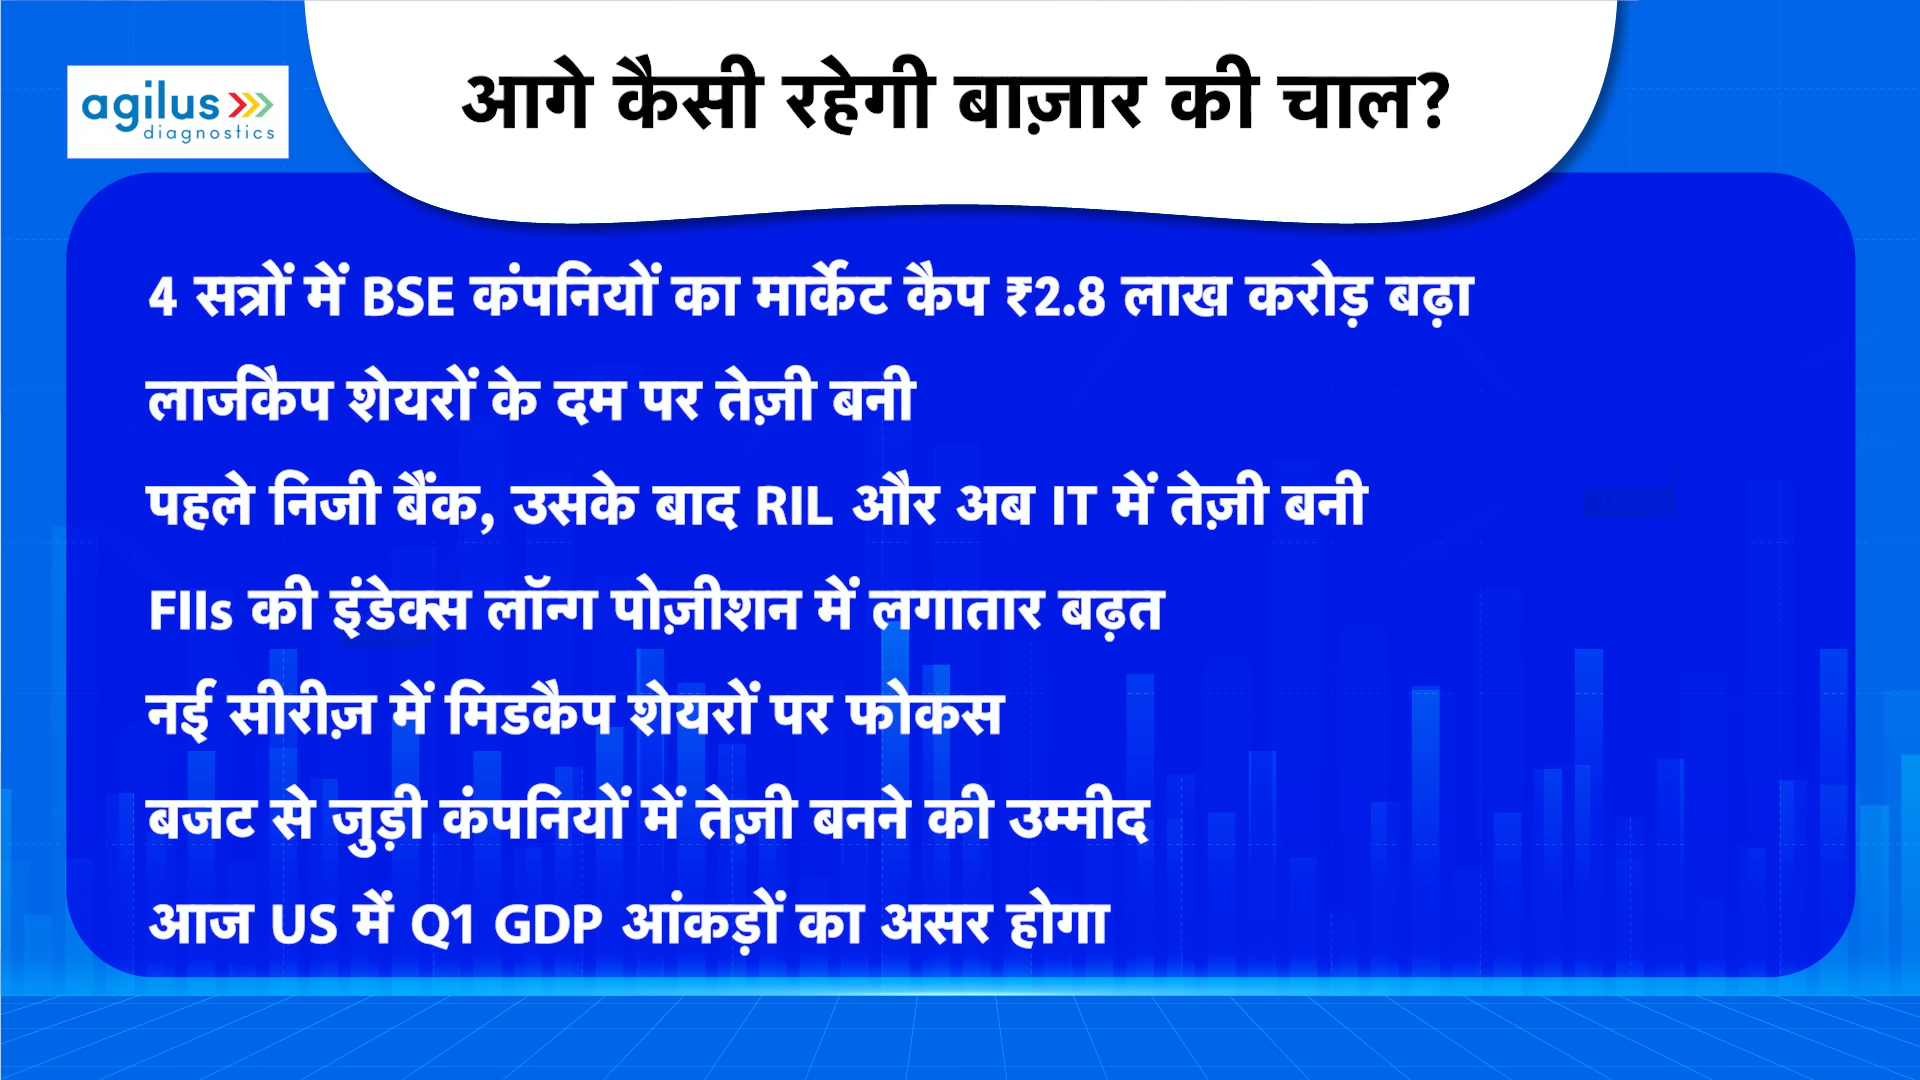 agilus
diagnostics
आगे कैसी रहेगी बाज़ार की चाल?
4 सत्रों में BSE कंपनियों का मार्केट कैप ₹2.8 लाख करोड़ बढ़ा
लार्जकैप शेयरों के दम पर तेज़ी बनी
पहले निजी बैंक, उसके बाद RIL और अब IT में तेज़ी बनी
FIIs की इंडेक्स लॉन्ग पोज़ीशन में लगातार बढ़त
नई सीरीज़ में मिडकैप शेयरों पर फोकस
बजट से जुड़ी कंपनियों में तेज़ी बनने की उम्मीद
आज US में Q1 GDP आंकड़ों का असर होगा